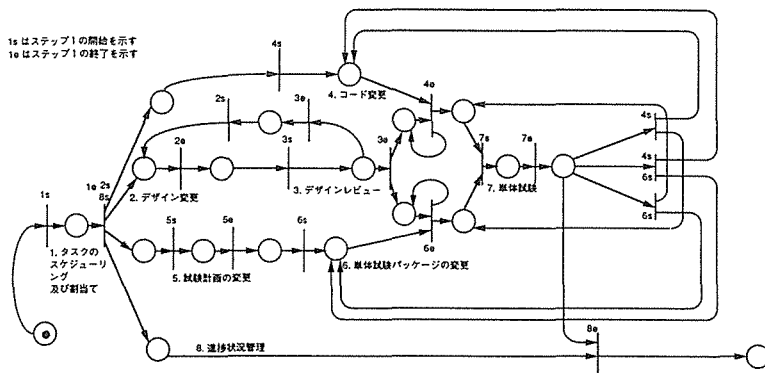 1s はステップ1の開始を示す
1e はステップ1の終了を示す
4s
4. コード変更
4e
2s
3e
2e
3s
3e
2. デザイン変更
3. デザインレビュー
7s
7e
7. 単体試験
4s
4s
6s
6s
1s
1e
2s
8s
1. タスクの
スケジューリ
ング
及び割当て
5s
5e
6s
5. 試験計画の変更
6e
6. 単体試験パッケージの変更
8. 進捗状況管理
8e